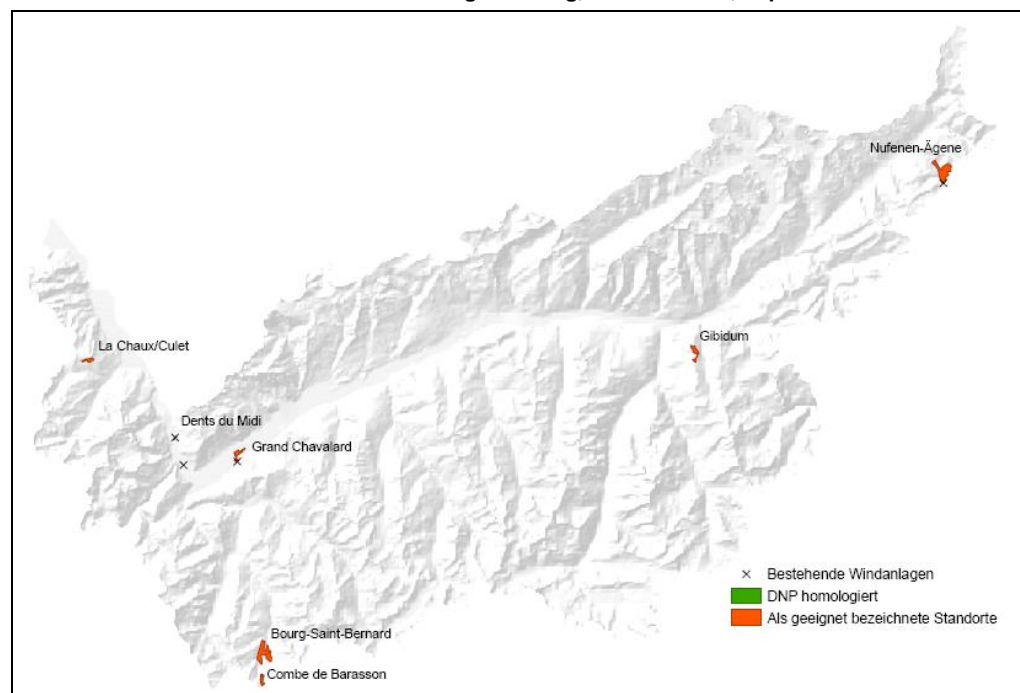 Nufenen-Ägene
La Chaux/Culet
Gibidum
Dents du Midi
Grand Chavalard
Bestehende Windanlagen
DNP homologiert
Als geeignet bezeichnete Standorte
Bourg-Saint-Bernard
Combe de Barasson